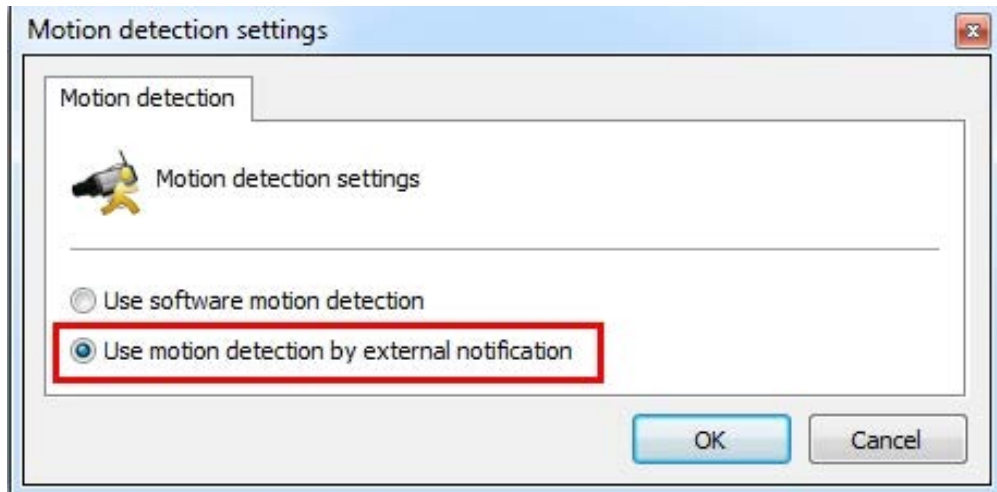 Motion detection settings
Motion detection
Motion detection settings
Use software motion detection
Use motion detection by external notification
OK
Cancel